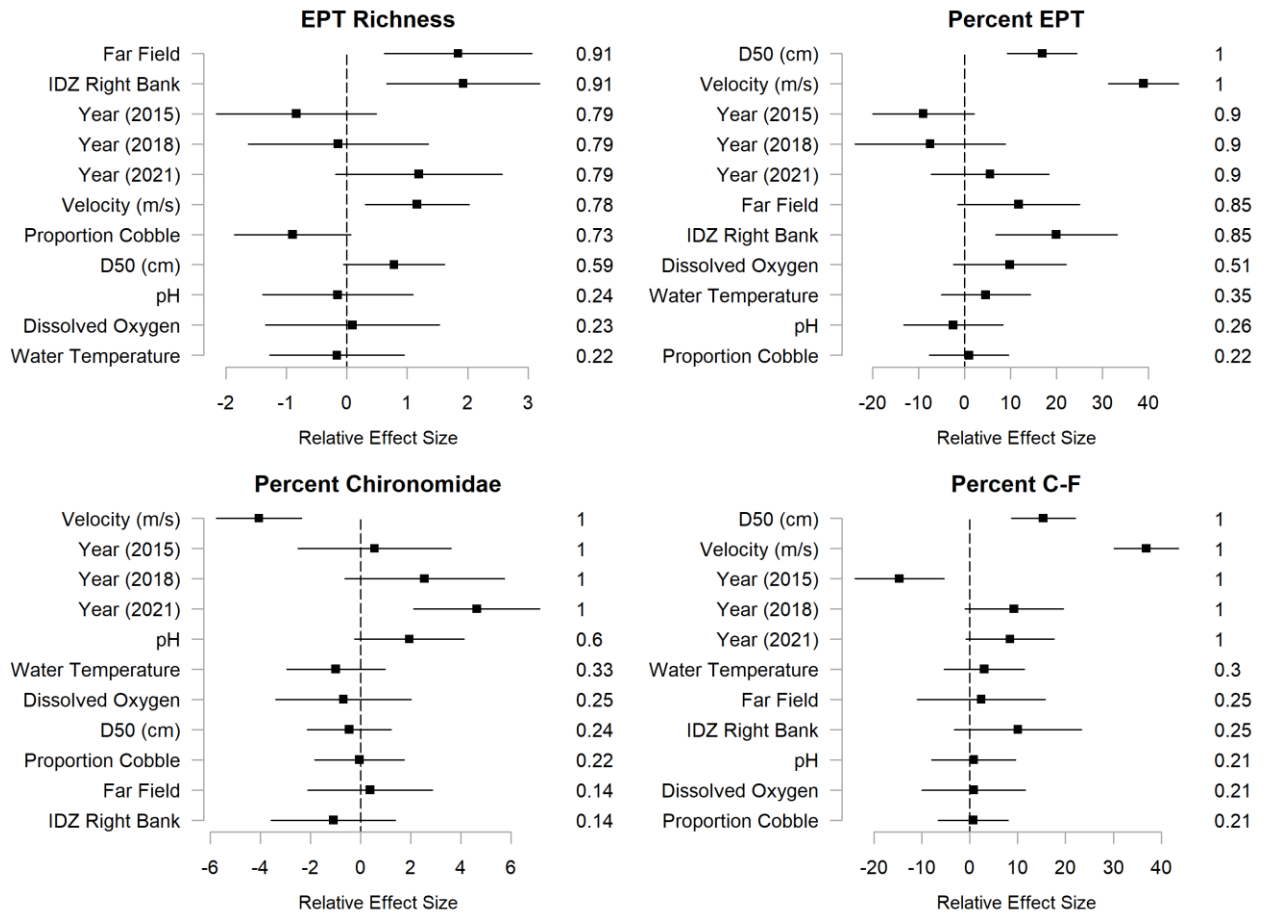 EPT Richness
Far Field 0.91
IDZ Right Bank 0.91
Year (2015) 0.79
Year (2018) 0.79
Year (2021) 0.79
Velocity (m/s) 0.78
Proportion Cobble 0.73
D50 (cm) 0.59
pH 0.24
Dissolved Oxygen 0.23
Water Temperature 0.22
-2 -1 0 1 2 3
Relative Effect Size
Percent EPT
D50 (cm) 1
Velocity (m/s) 1
Year (2015) 0.9
Year (2018) 0.9
Year (2021) 0.9
Far Field 0.85
IDZ Right Bank 0.85
Dissolved Oxygen 0.51
Water Temperature 0.35
pH 0.26
Proportion Cobble 0.22
-20 -10 0 10 20 30 40
Relative Effect Size
Percent Chironomidae
Velocity (m/s) 1
Year (2015) 1
Year (2018) 1
Year (2021) 1
pH 0.6
Water Temperature 0.33
Dissolved Oxygen 0.25
D50 (cm) 0.24
Proportion Cobble 0.22
Far Field 0.14
IDZ Right Bank 0.14
-6 -4 -2 0 2 4 6
Relative Effect Size
Percent C-F
D50 (cm) 1
Velocity (m/s) 1
Year (2015) 1
Year (2018) 1
Year (2021) 1
Water Temperature 0.3
Far Field 0.25
IDZ Right Bank 0.25
pH 0.21
Dissolved Oxygen 0.21
Proportion Cobble 0.21
-20 -10 0 10 20 30 40
Relative Effect Size